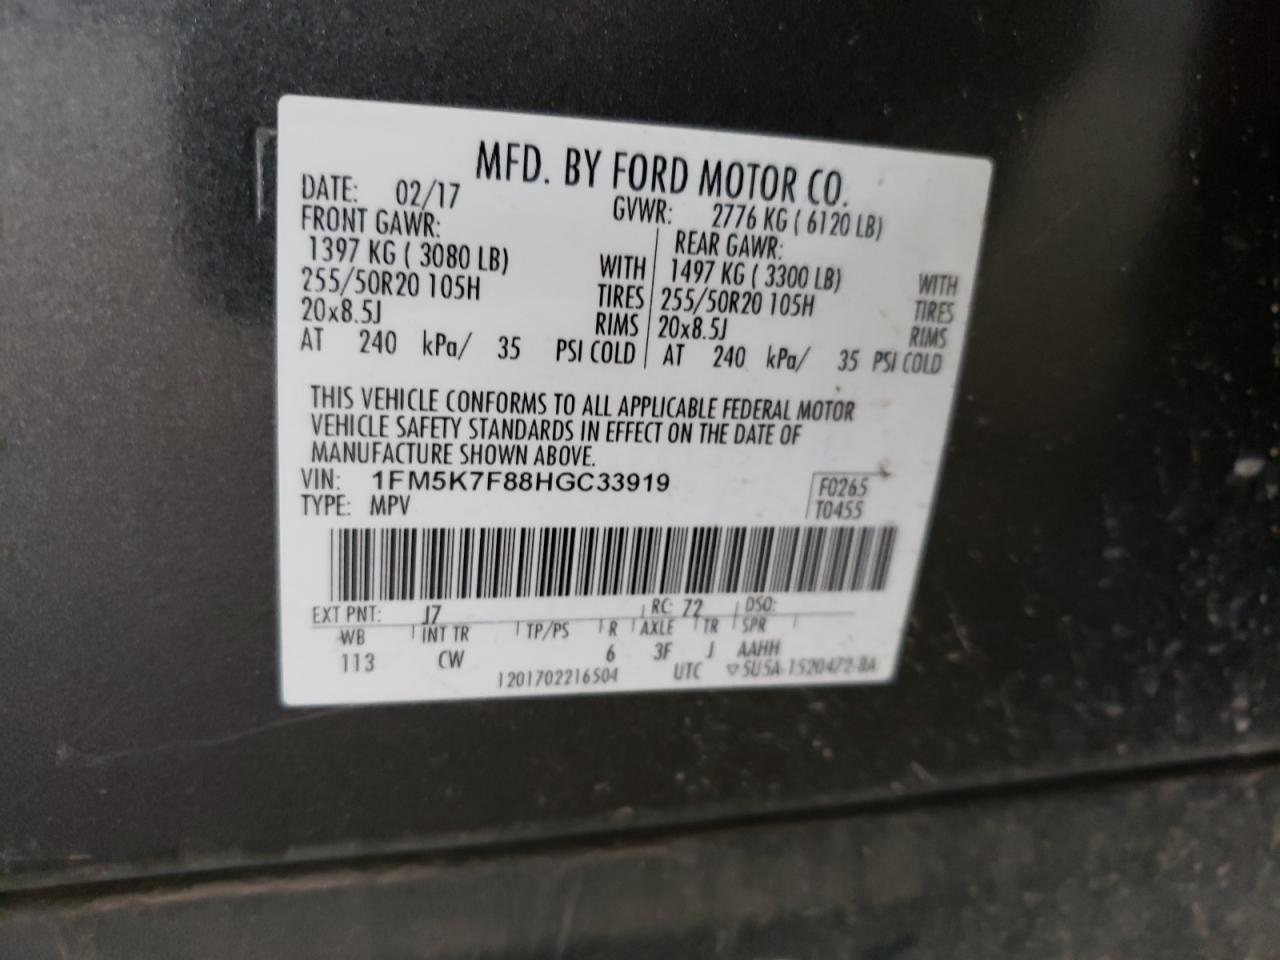 MFD. BY FORD MOTOR CO.
DATE: 02/17 GVWR: 2776 KG ( 6120 LB)
FRONT GAWR: REAR GAWR:
1397 KG ( 3080 LB) WITH 1497 KG ( 3300 LB) WITH
255/50R20 105H TIRES 255/50R20 105H TIRES
20x8.5J RIMS 20x8.5J RIMS
AT 240 kPa/ 35 PSI COLD AT 240 kPa/ 35 PSI COLD
THIS VEHICLE CONFORMS TO ALL APPLICABLE FEDERAL MOTOR
VEHICLE SAFETY STANDARDS IN EFFECT ON THE DATE OF
MANUFACTURE SHOWN ABOVE.
VIN: 1FM5K7F88HGC33919 F0265
TYPE: MPV T0455
EXT PNT: J7 RC: 72 DSO:
WB INT TR TP/PS R AXLE TR SPR
113 CW 6 3F J AAHH
1201702216504 UTC 5U5A-1520472-BA